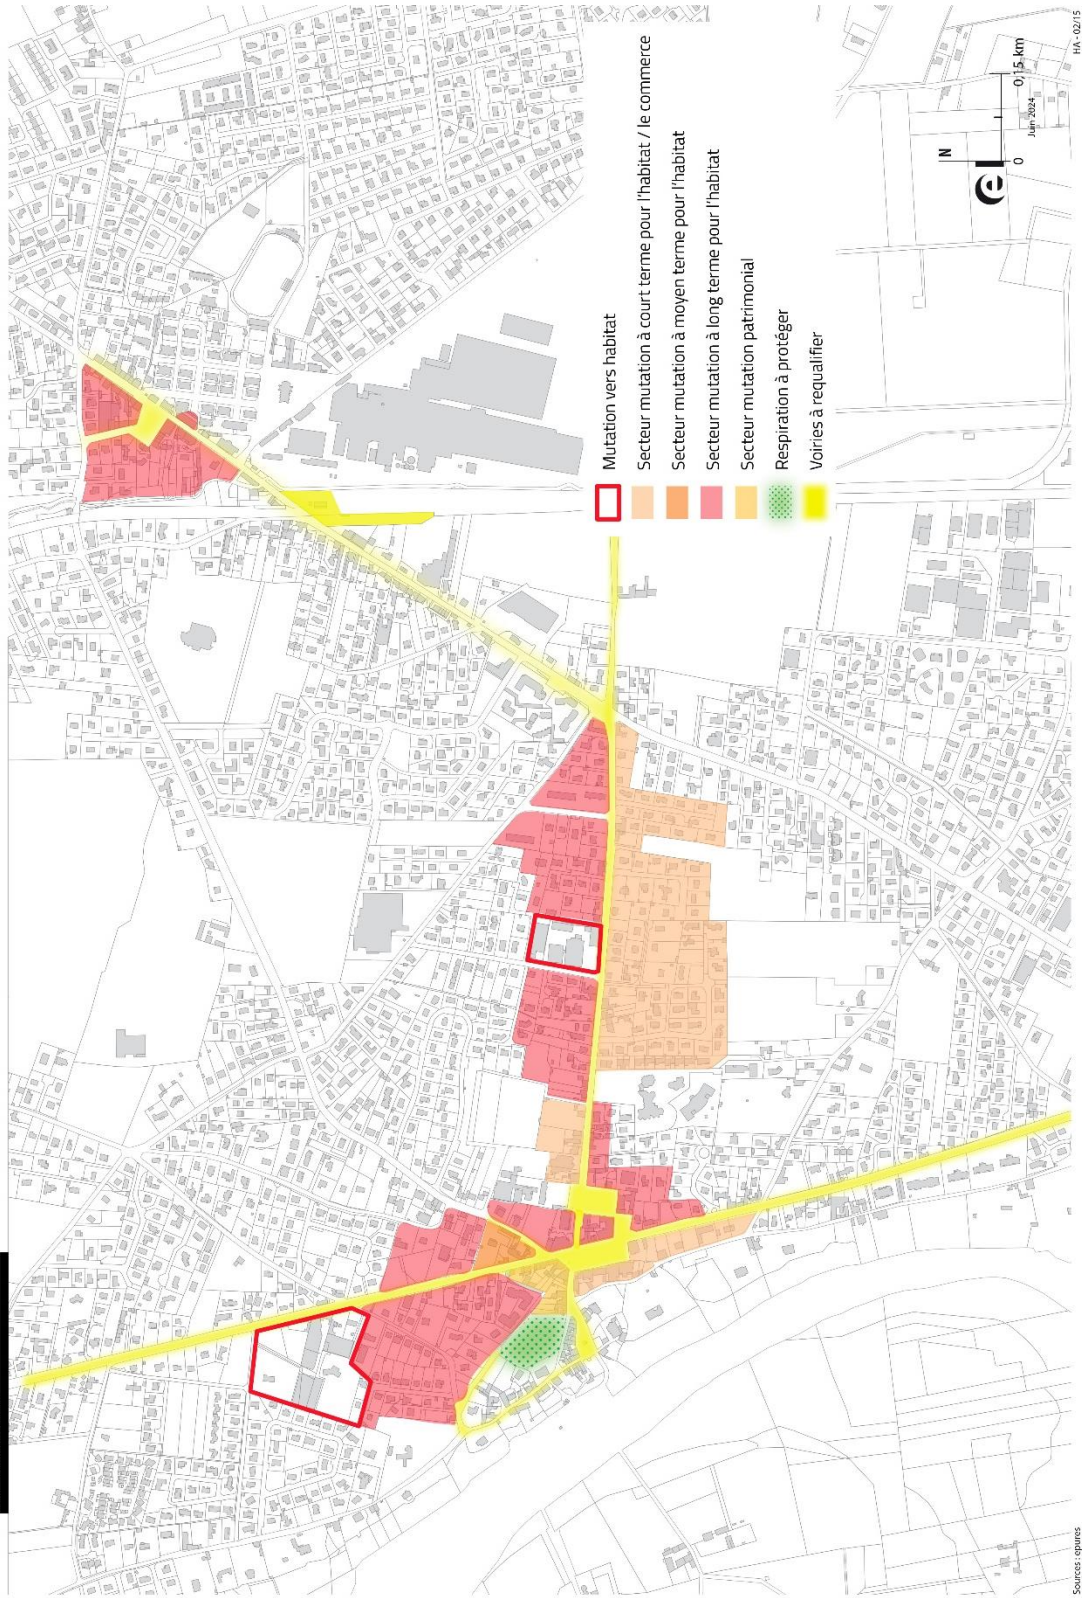 Mutation vers habitat
Secteur mutation à court terme pour l'habitat / le commerce
Secteur mutation à moyen terme pour l'habitat
Secteur mutation à long terme pour l'habitat
Secteur mutation patrimonial
Respiration à protéger
Voiries à requalifier
N
0
0,15 km
Juin 2024
HA - 02/15
Sources : epures